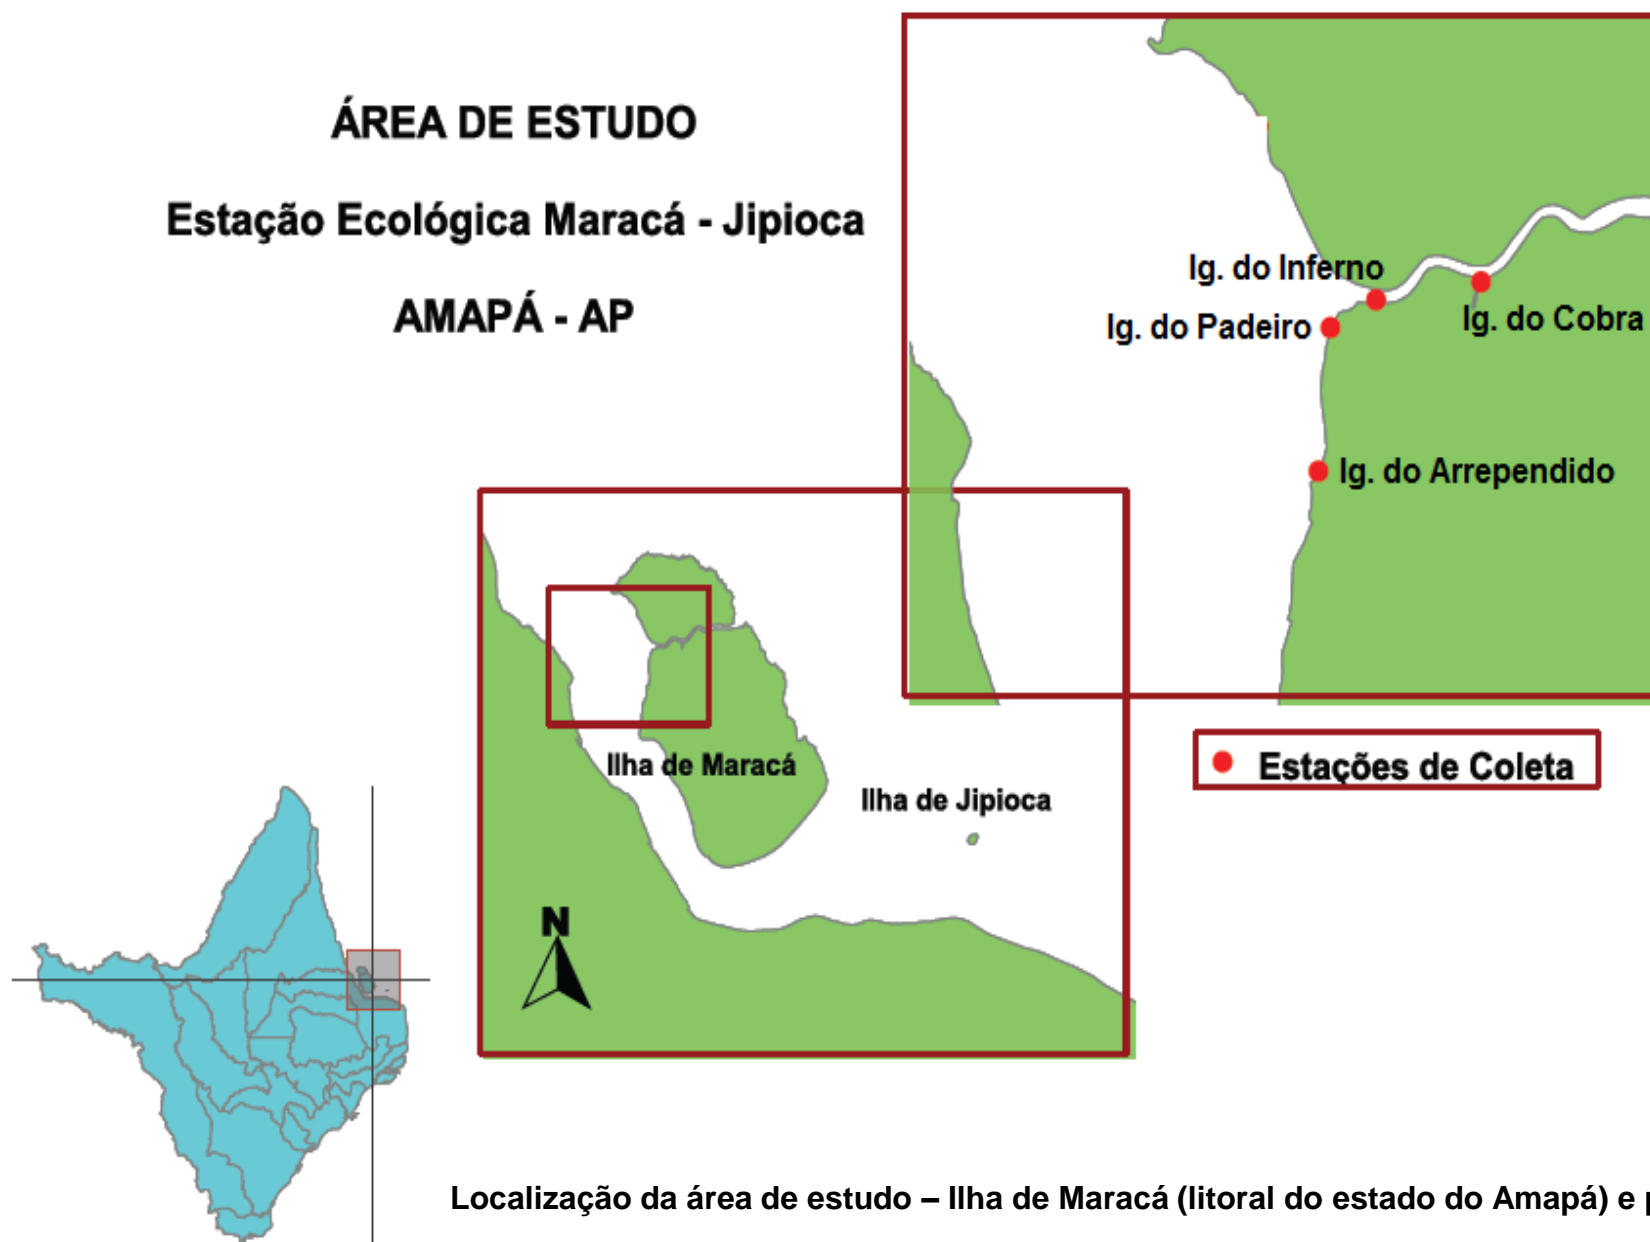 ÁREA DE ESTUDO
Estação Ecológica Maracá - Jipioca
AMAPÁ - AP
Ig. do Inferno
Ig. do Padeiro
Ig. do Cobra
Ig. do Arrependido
Ilha de Maracá
Ilha de Jipioca
Estações de Coleta
N
Localização da área de estudo – Ilha de Maracá (litoral do estado do Amapá) e